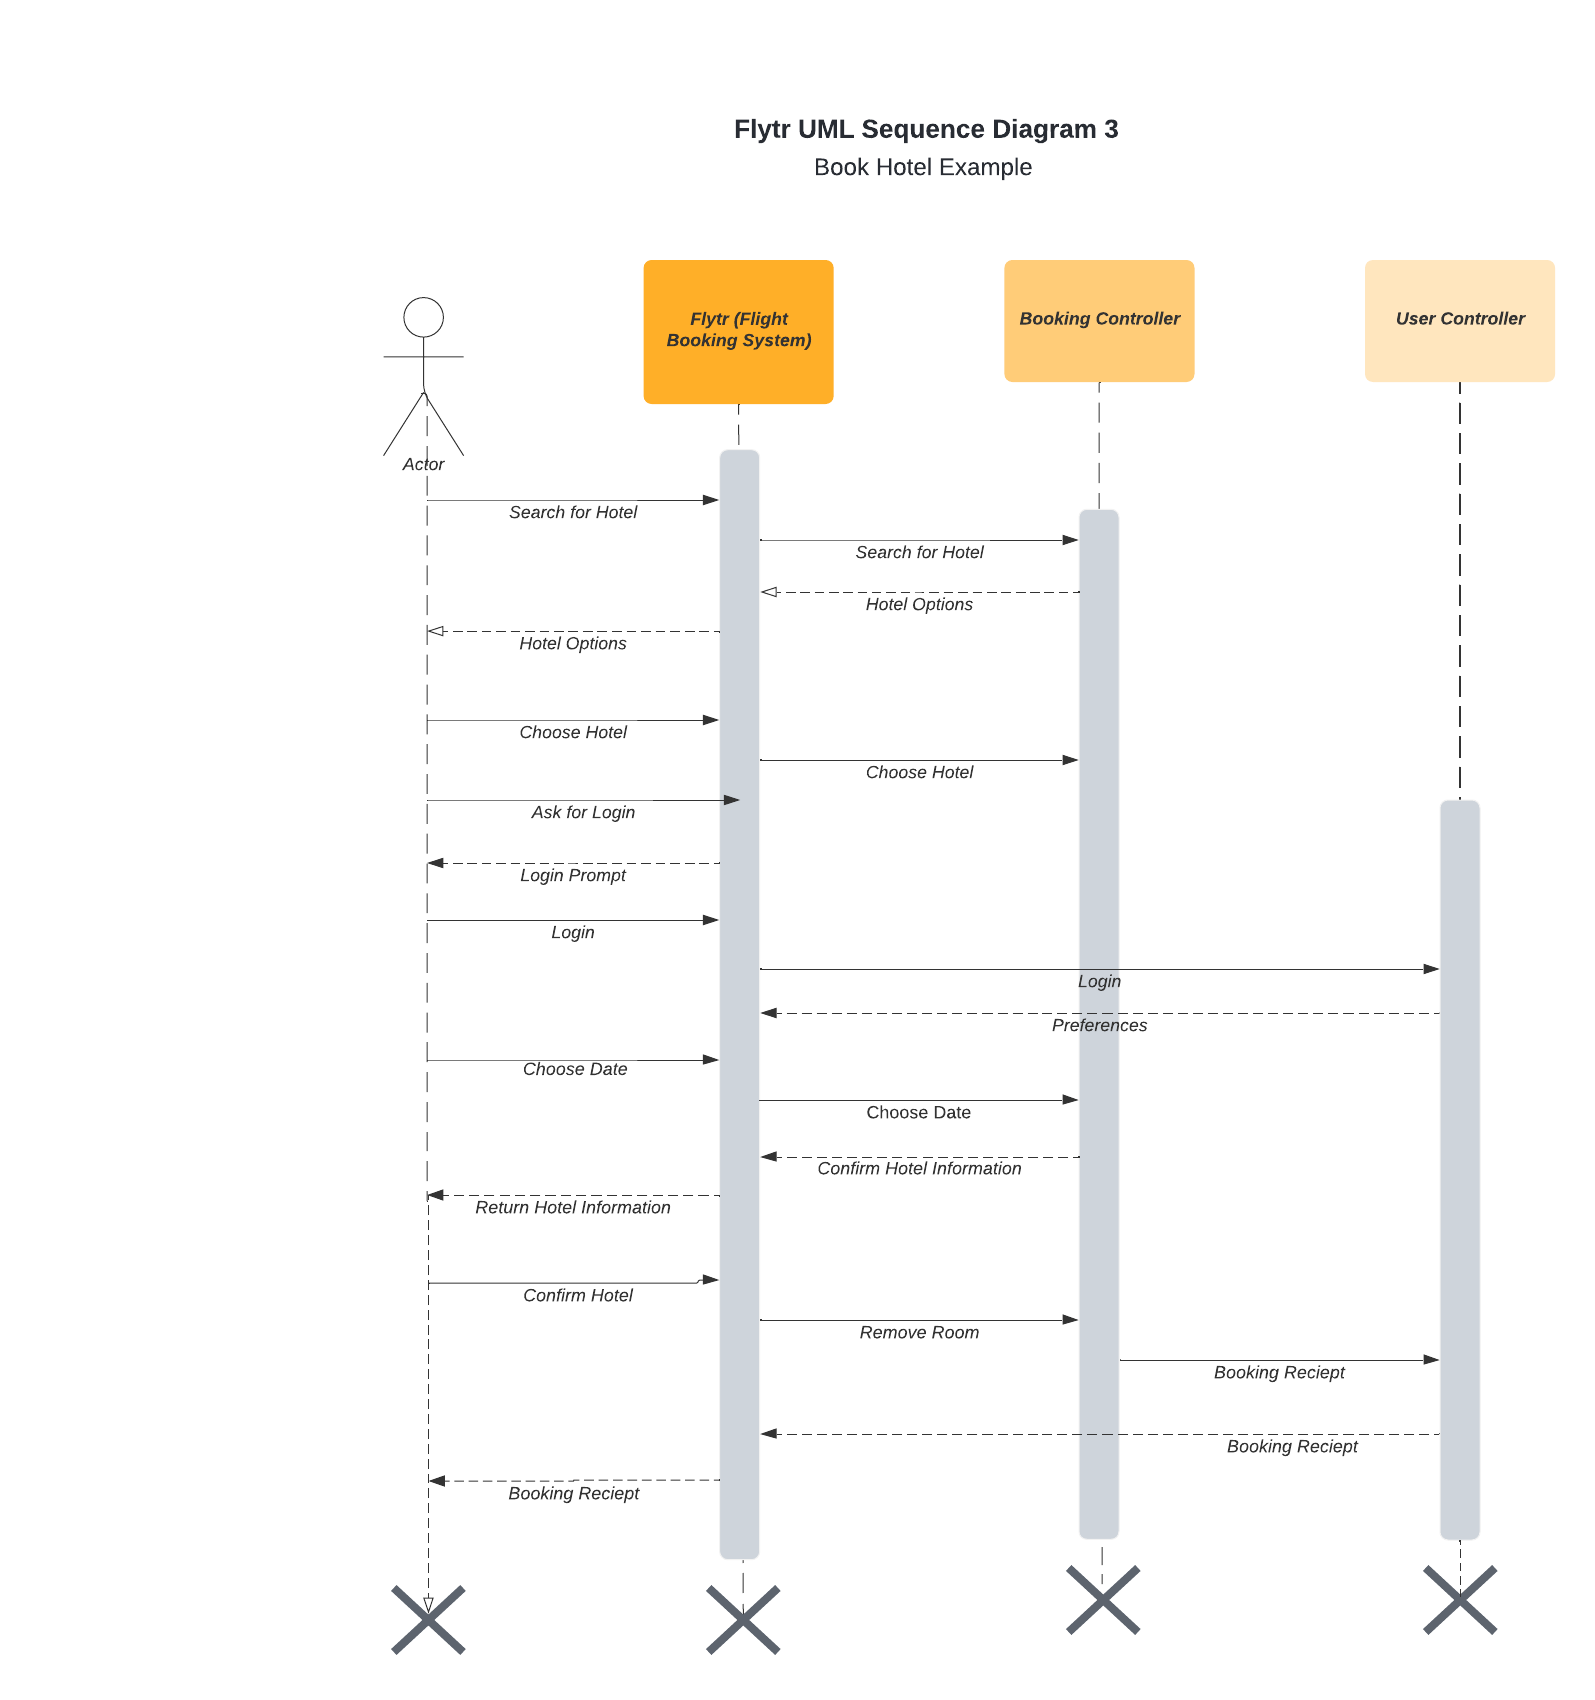 Flytr UML Sequence Diagram 3
Book Hotel Example
Flytr (Flight
Booking System)
Booking Controller
User Controller
Actor
Search for Hotel
Search for Hotel
Hotel Options
Hotel Options
Choose Hotel
Choose Hotel
Ask for Login
Login Prompt
Login
Login
Preferences
Choose Date
Choose Date
Confirm Hotel Information
Return Hotel Information
Confirm Hotel
Remove Room
Booking Reciept
Booking Reciept
Booking Reciept